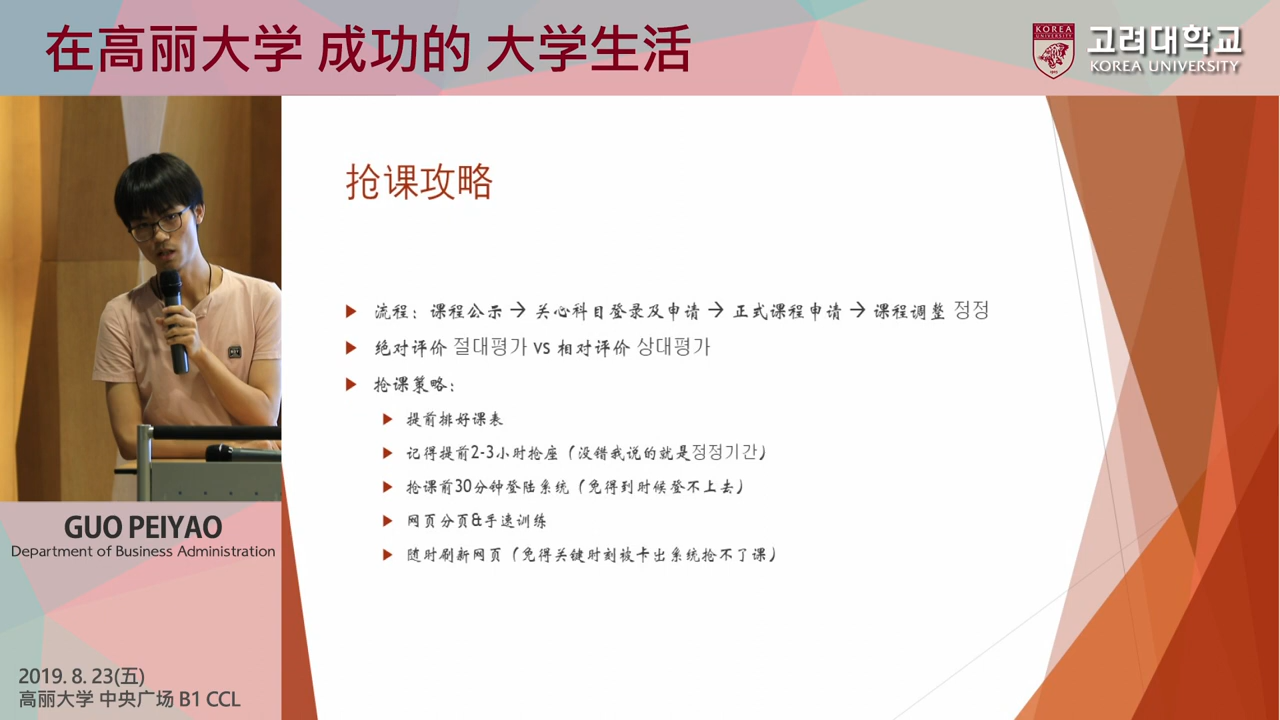 在高丽大学 成功的 大学生活
KOREA
UNIVERSITY
고려대학교
KOREA UNIVERSITY
抢课攻略
流程：课程公示 → 关心科目登录及申请 → 正式课程申请 → 课程调整 정정
绝对评价 절대평가 VS 相对评价 상대평가
抢课策略：
提前排好课表
记得提前2-3小时抢座（没错我说的就是정정기간）
抢课前30分钟登陆系统（免得到时候登不上去）
网页分页&手速训练
随时刷新网页（免得关键时刻被卡出系统抢不了课）
GUO PEIYAO
Department of Business Administration
2019. 8. 23(五)
高丽大学 中央广场 B1 CCL